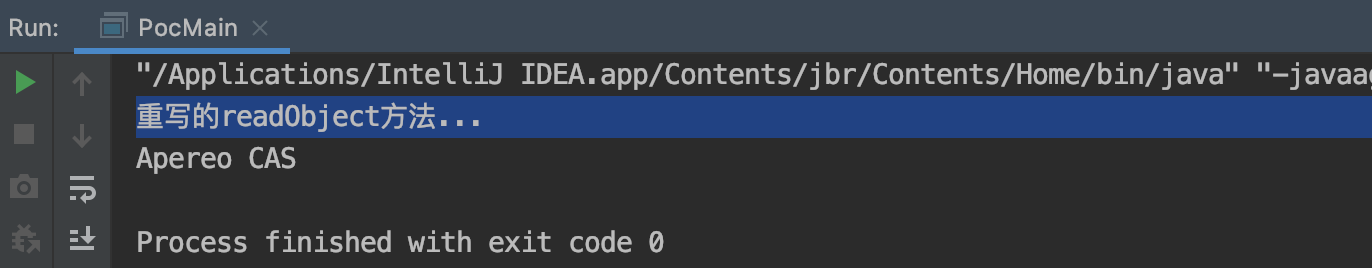 Run: PocMain
"/Applications/IntelliJ IDEA.app/Contents/jbr/Contents/Home/bin/java" "-javaag
重写的readObject方法...
Apereo CAS
Process finished with exit code 0